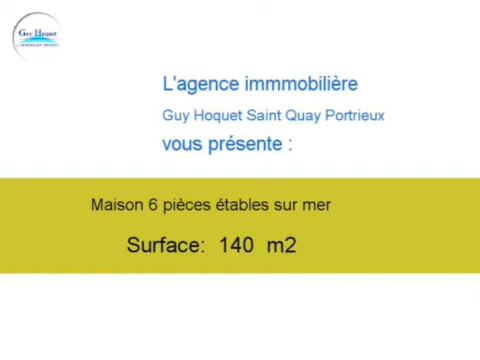 Guy Hoquet
L'agence immmobilière
Guy Hoquet Saint Quay Portrieux
vous présente :
Maison 6 pièces étables sur mer
Surface: 140 m2